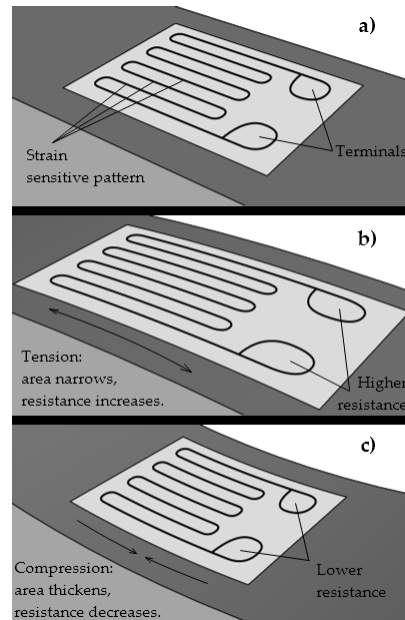 a)
Strain
sensitive pattern
Terminals
b)
Tension:
area narrows,
resistance increases.
Higher
resistance
c)
Compression:
area thickens,
resistance decreases.
Lower
resistance